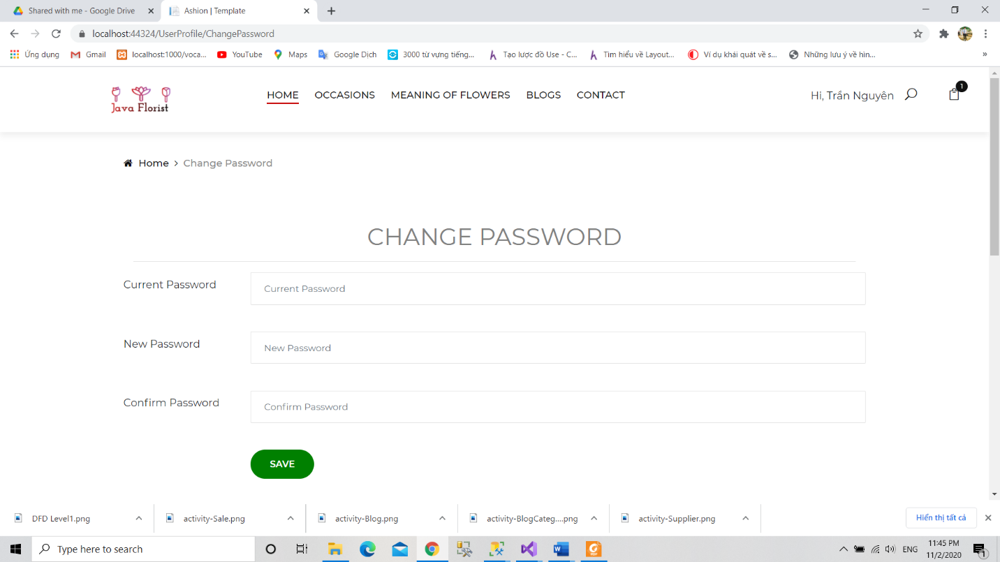 Shared with me - Google Drive
Ashion | Template
localhost:44324/UserProfile/ChangePassword
Ứng dụng
Gmail
localhost:1000/voca...
YouTube
Maps
Google Dịch
3000 từ vựng tiếng...
Tạo lược đồ Use - C...
Tìm hiểu về Layout...
Ví dụ khái quát về s...
Những lưu ý về hìn...
»
Java Florist
HOME
OCCASIONS
MEANING OF FLOWERS
BLOGS
CONTACT
Hi, Trần Nguyên
1
Home > Change Password
CHANGE PASSWORD
Current Password
Current Password
New Password
New Password
Confirm Password
Confirm Password
SAVE
DFD Level1.png
activity-Sale.png
activity-Blog.png
activity-BlogCateg....png
activity-Supplier.png
Hiển thị tất cả
Type here to search
ENG
11:45 PM
11/2/2020
1